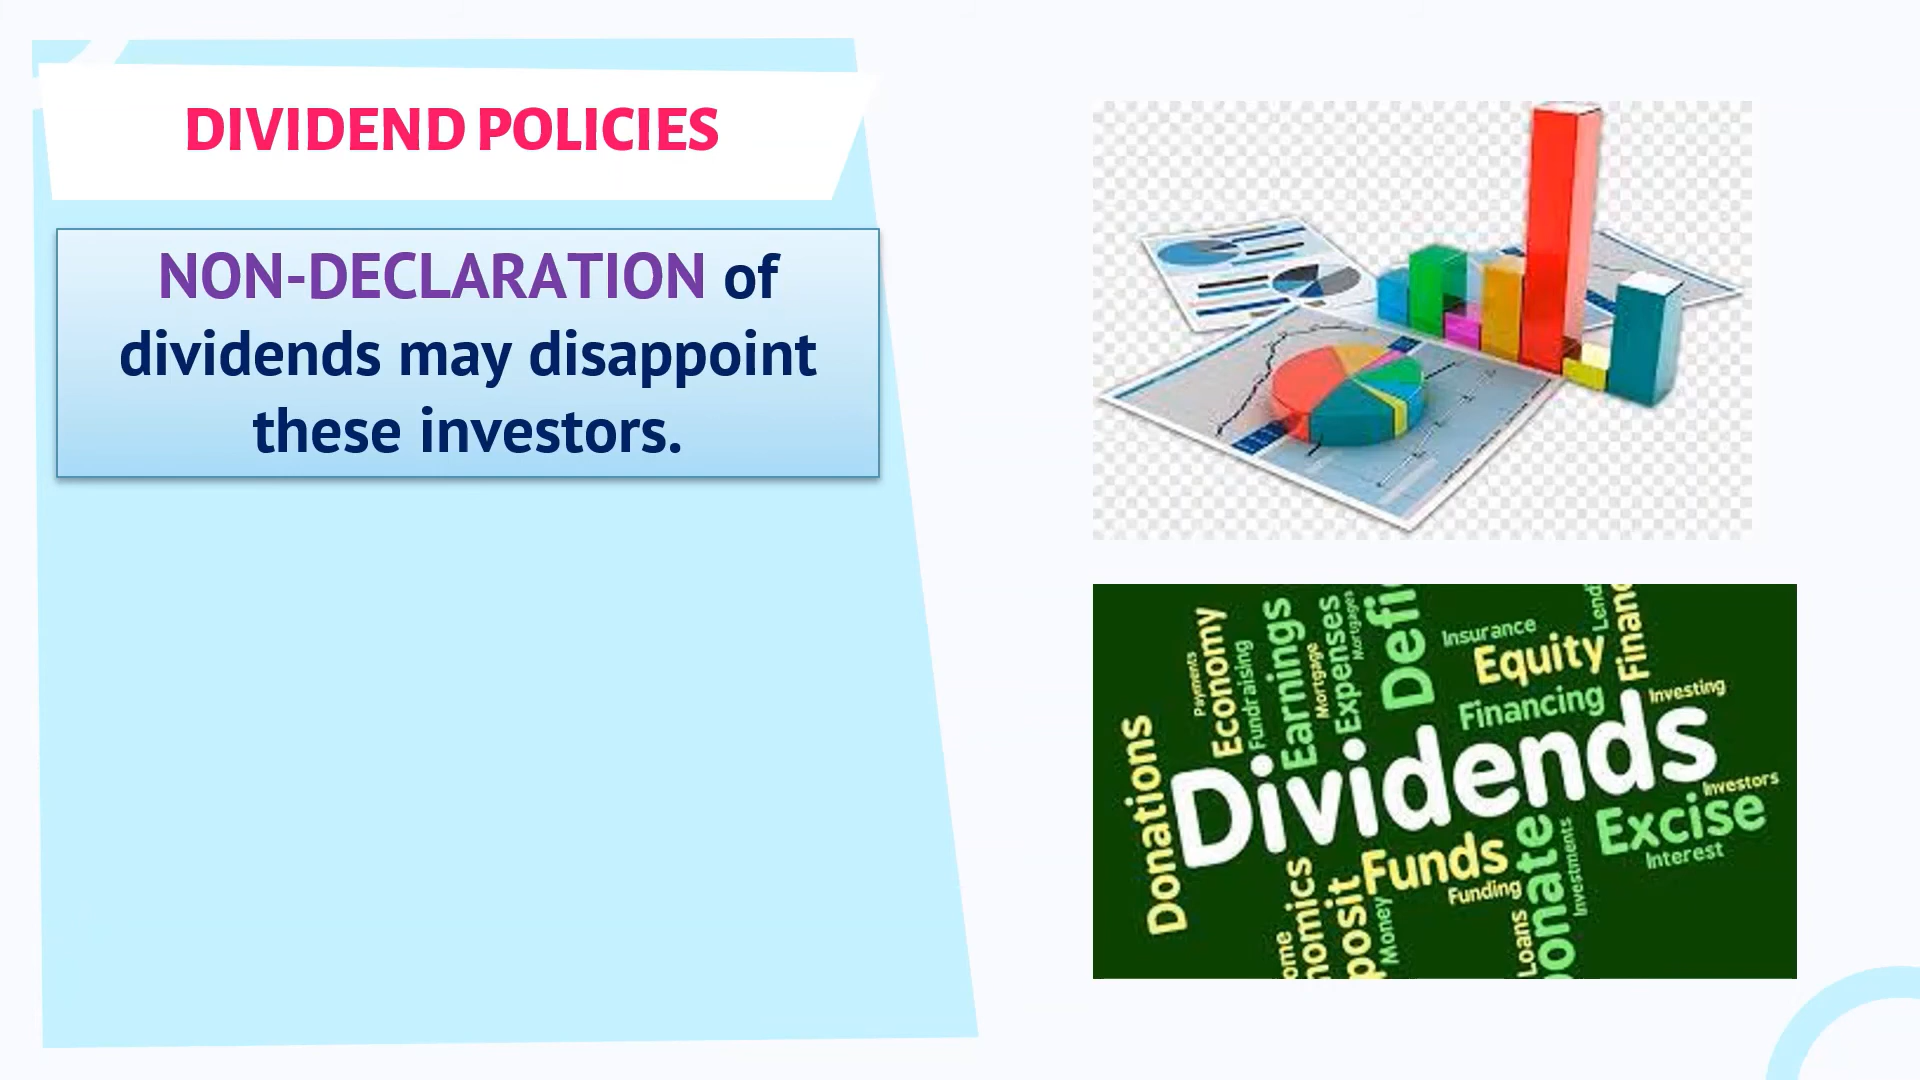 DIVIDEND POLICIES
NON-DECLARATION of
dividends may disappoint
these investors.
Payments
Economy
Fundraising
Earnings
Mortgage
Expenses
Mortgages
Insurance
Equity
Financing
Investing
Donations
Dividends
Investors
Excise
Interest
Funds
Funding
Money
Investments
Loans